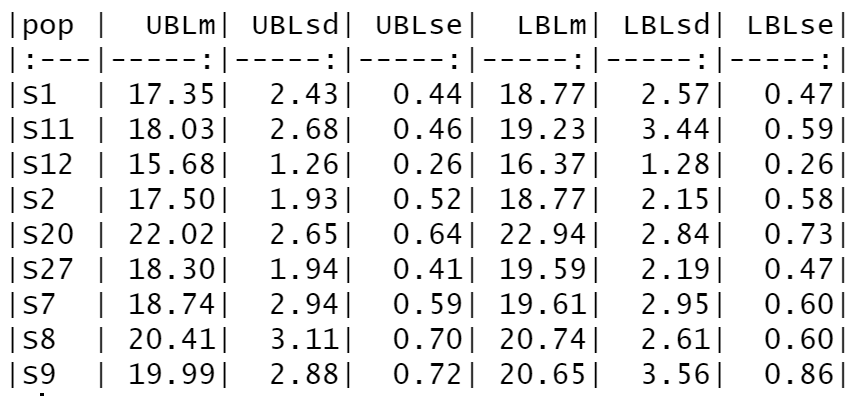 |pop |  UBLm| UBLsd| UBLse|  LBLm| LBLsd| LBLse|
|:---|-----:|-----:|-----:|-----:|-----:|-----:|
|S1  | 17.35|  2.43|  0.44| 18.77|  2.57|  0.47|
|S11 | 18.03|  2.68|  0.46| 19.23|  3.44|  0.59|
|S12 | 15.68|  1.26|  0.26| 16.37|  1.28|  0.26|
|S2  | 17.50|  1.93|  0.52| 18.77|  2.15|  0.58|
|S20 | 22.02|  2.65|  0.64| 22.94|  2.84|  0.73|
|S27 | 18.30|  1.94|  0.41| 19.59|  2.19|  0.47|
|S7  | 18.74|  2.94|  0.59| 19.61|  2.95|  0.60|
|S8  | 20.41|  3.11|  0.70| 20.74|  2.61|  0.60|
|S9  | 19.99|  2.88|  0.72| 20.65|  3.56|  0.86|